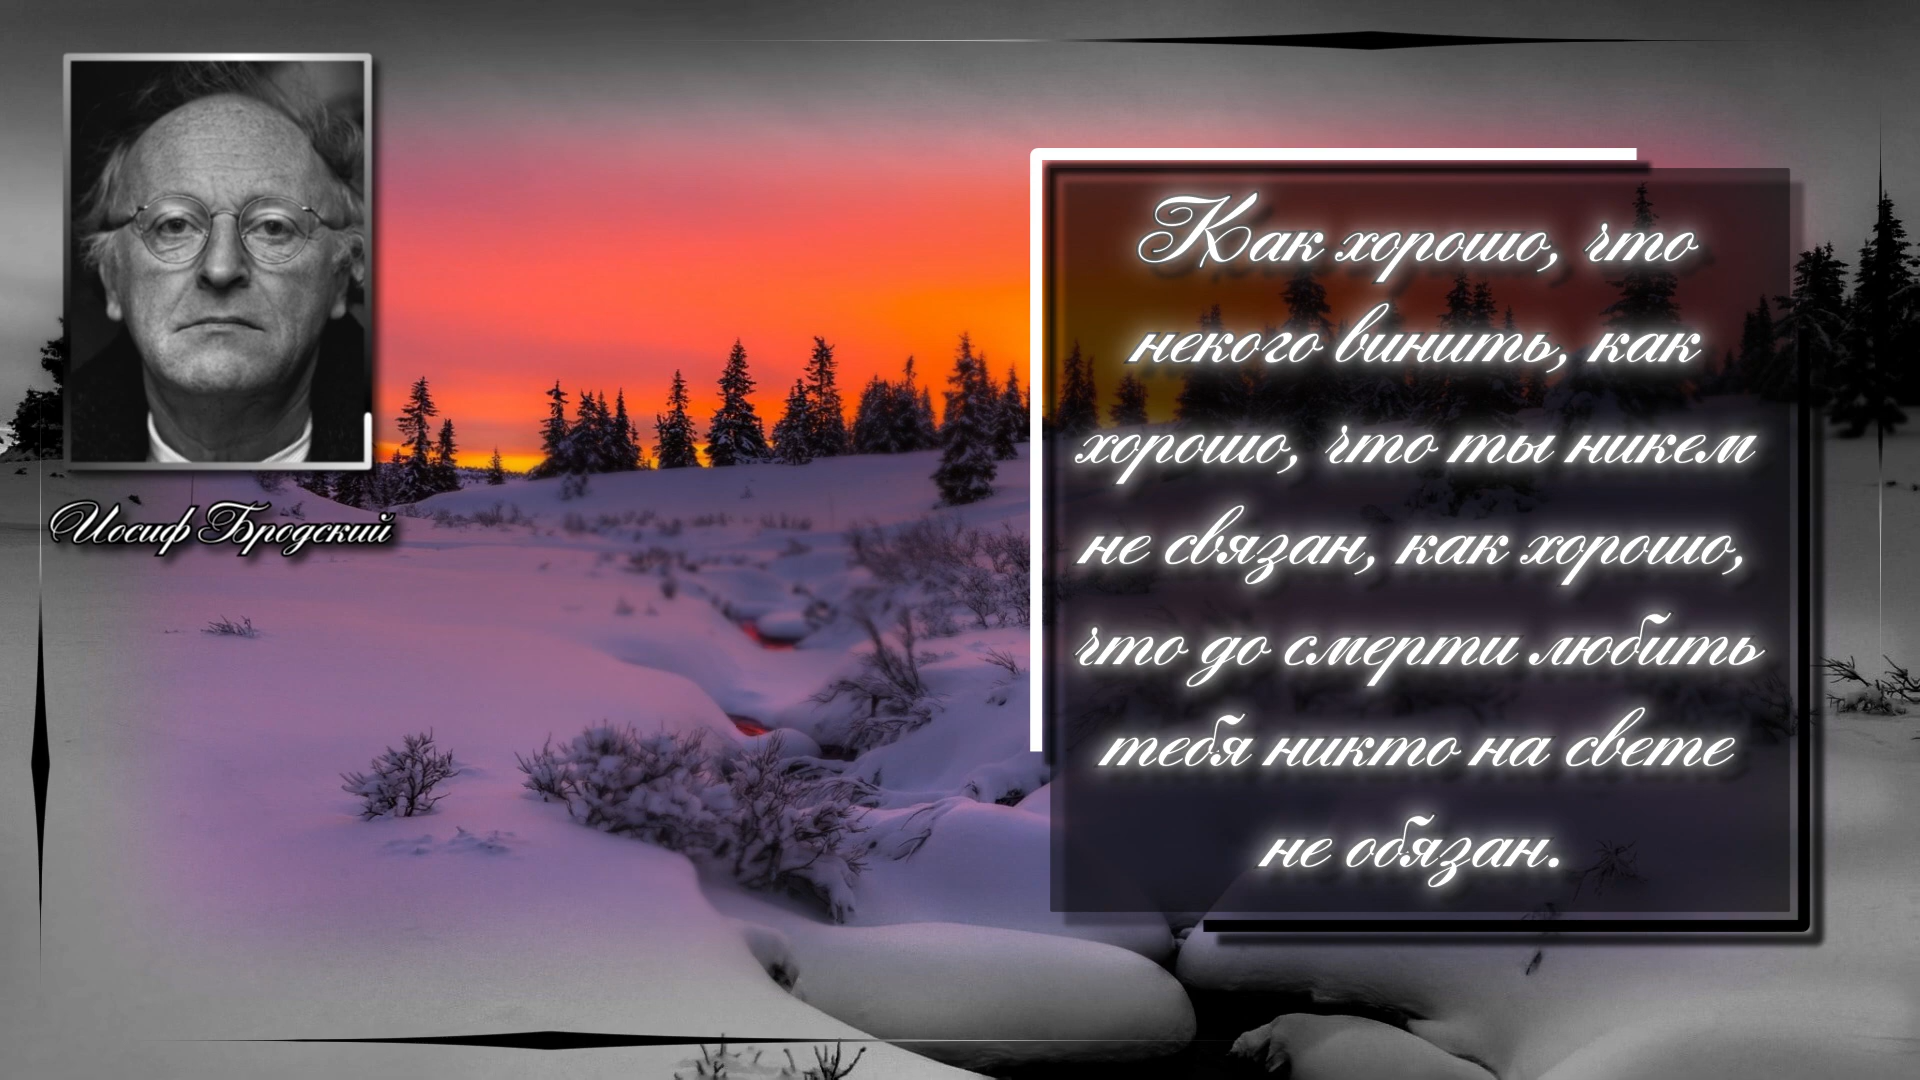 Иосиф Бродский
Как хорошо, что
некого винить, как
хорошо, что ты никем
не связан, как хорошо,
что до смерти любить
тебя никто на свете
не обязан.